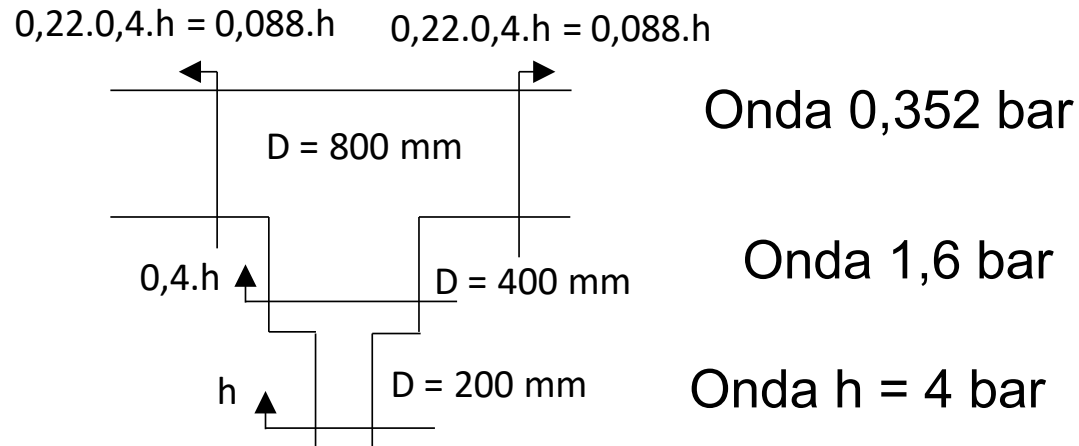 0,22.0,4.h = 0,088.h
0,22.0,4.h = 0,088.h
Onda 0,352 bar
D = 800 mm
Onda 1,6 bar
0,4.h
D = 400 mm
h
D = 200 mm
Onda h = 4 bar